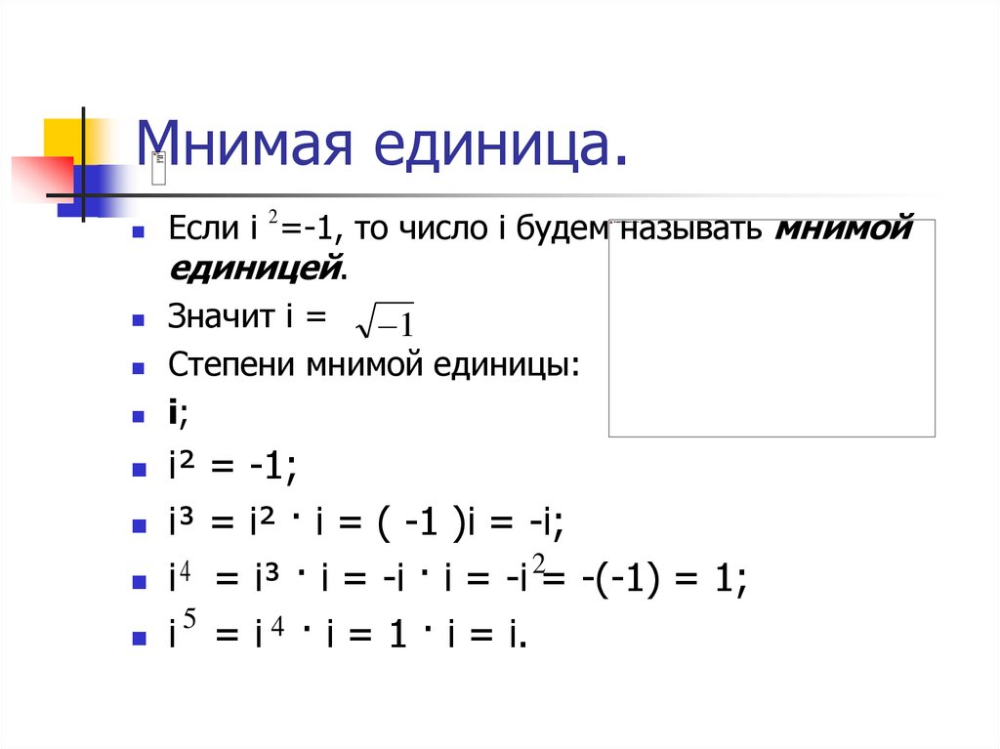 Мнимая единица.
Если i ²=-1, то число i будем называть мнимой
единицей.
Значит i = √−1
Степени мнимой единицы:
i;
i² = -1;
i³ = i² · i = ( -1 )i = -i;
i⁴ = i³ · i = -i · i = -i²= -(-1) = 1;
i⁵ = i⁴ · i = 1 · i = i.